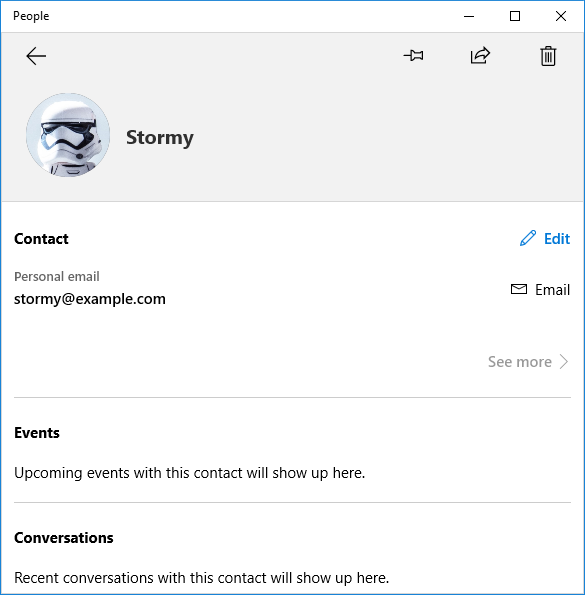 People
Stormy
Contact
Edit
Personal email
stormy@example.com
Email
See more
Events
Upcoming events with this contact will show up here.
Conversations
Recent conversations with this contact will show up here.